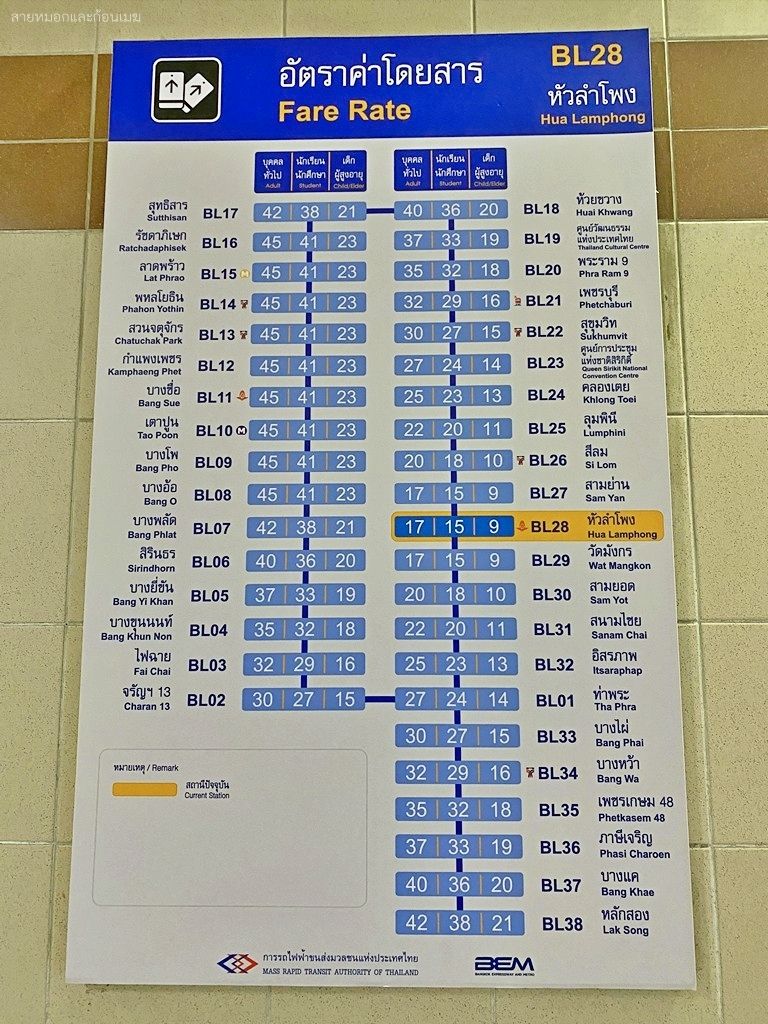 สายหมอกและก้อนเมฆ
อัตราค่าโดยสาร
Fare Rate
BL28
หัวลำโพง
Hua Lamphong
บุคคลทั่วไป Adult นักเรียนนักศึกษา Student เด็กผู้สูงอายุ Child/Elder
สุทธิสาร Sutthisan BL17 42 38 21
รัชดาภิเษก Ratchadaphisek BL16 45 41 23
ลาดพร้าว Lat Phrao BL15 45 41 23
พหลโยธิน Phahon Yothin BL14 45 41 23
สวนจตุจักร Chatuchak Park BL13 45 41 23
กำแพงเพชร Kamphaeng Phet BL12 45 41 23
บางซื่อ Bang Sue BL11 45 41 23
เตาปูน Tao Poon BL10 45 41 23
บางโพ Bang Pho BL09 45 41 23
บางอ้อ Bang O BL08 45 41 23
บางพลัด Bang Phlat BL07 42 38 21
สิรินธร Sirindhorn BL06 40 36 20
บางยี่ขัน Bang Yi Khan BL05 37 33 19
บางขุนนนท์ Bang Khun Non BL04 35 32 18
ไฟฉาย Fai Chai BL03 32 29 16
จรัญฯ 13 Charan 13 BL02 30 27 15
บุคคลทั่วไป Adult นักเรียนนักศึกษา Student เด็กผู้สูงอายุ Child/Elder
40 36 20 BL18 ห้วยขวาง Huai Khwang
37 33 19 BL19 ศูนย์วัฒนธรรมแห่งประเทศไทย Thailand Cultural Centre
35 32 18 BL20 พระราม 9 Phra Ram 9
32 29 16 BL21 เพชรบุรี Phetchaburi
30 27 15 BL22 สุขุมวิท Sukhumvit
27 24 14 BL23 ศูนย์การประชุมแห่งชาติสิริกิติ์ Queen Sirikit National Convention Centre
25 23 13 BL24 คลองเตย Khlong Toei
22 20 11 BL25 ลุมพินี Lumphini
20 18 10 BL26 สีลม Si Lom
17 15 9 BL27 สามย่าน Sam Yan
17 15 9 BL28 หัวลำโพง Hua Lamphong
17 15 9 BL29 วัดมังกร Wat Mangkon
20 18 10 BL30 สามยอด Sam Yot
22 20 11 BL31 สนามไชย Sanam Chai
25 23 13 BL32 อิสรภาพ Itsaraphap
27 24 14 BL01 ท่าพระ Tha Phra
30 27 15 BL33 บางไผ่ Bang Phai
32 29 16 BL34 บางหว้า Bang Wa
35 32 18 BL35 เพชรเกษม 48 Phetkasem 48
37 33 19 BL36 ภาษีเจริญ Phasi Charoen
40 36 20 BL37 บางแค Bang Khae
42 38 21 BL38 หลักสอง Lak Song
หมายเหตุ / Remark
สถานีปัจจุบัน
Current Station
การรถไฟฟ้าขนส่งมวลชนแห่งประเทศไทย
MASS RAPID TRANSIT AUTHORITY OF THAILAND
BEM
BANGKOK EXPRESSWAY AND METRO